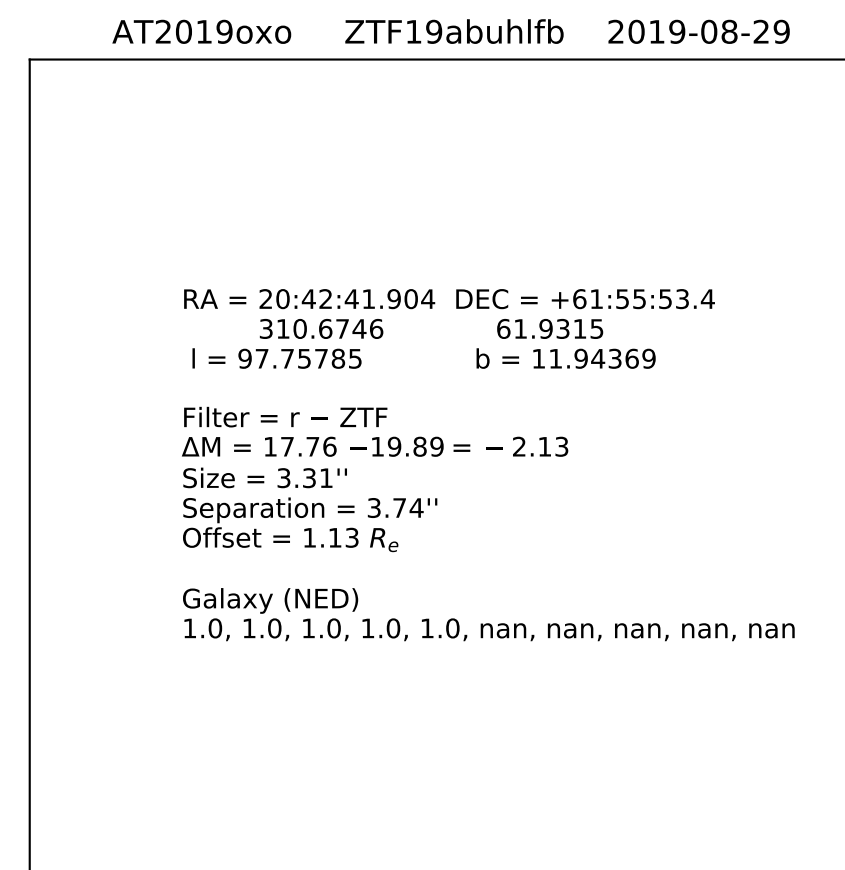 AT2019oxo ZTF19abuhlfb 2019-08-29
RA = 20:42:41.904 DEC = +61:55:53.4
310.6746 61.9315
l = 97.75785 b = 11.94369
Filter = r − ZTF
ΔM = 17.76 −19.89 = − 2.13
Size = 3.31''
Separation = 3.74''
Offset = 1.13 Re
Galaxy (NED)
1.0, 1.0, 1.0, 1.0, 1.0, nan, nan, nan, nan, nan